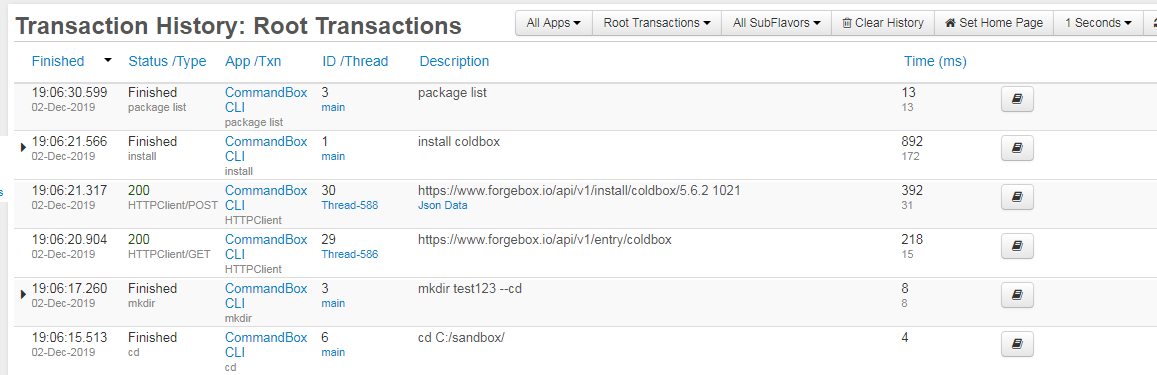 Transaction History: Root Transactions
All Apps Root Transactions All SubFlavors Clear History Set Home Page 1 Seconds
Finished Status /Type App /Txn ID /Thread Description Time (ms)
19:06:30.599 Finished CommandBox 3 package list 13
02-Dec-2019 package list CLI main 13
package list
19:06:21.566 Finished CommandBox 1 install coldbox 892
02-Dec-2019 install CLI main 172
install
19:06:21.317 200 CommandBox 30 https://www.forgebox.io/api/v1/install/coldbox/5.6.2 1021 392
s 02-Dec-2019 HTTPClient/POST CLI Thread-588 Json Data 31
HTTPClient
19:06:20.904 200 CommandBox 29 https://www.forgebox.io/api/v1/entry/coldbox 218
02-Dec-2019 HTTPClient/GET CLI Thread-586 15
HTTPClient
19:06:17.260 Finished CommandBox 3 mkdir test123 --cd 8
02-Dec-2019 mkdir CLI main 8
mkdir
19:06:15.513 Finished CommandBox 6 cd C:/sandbox/ 4
02-Dec-2019 cd CLI main
cd